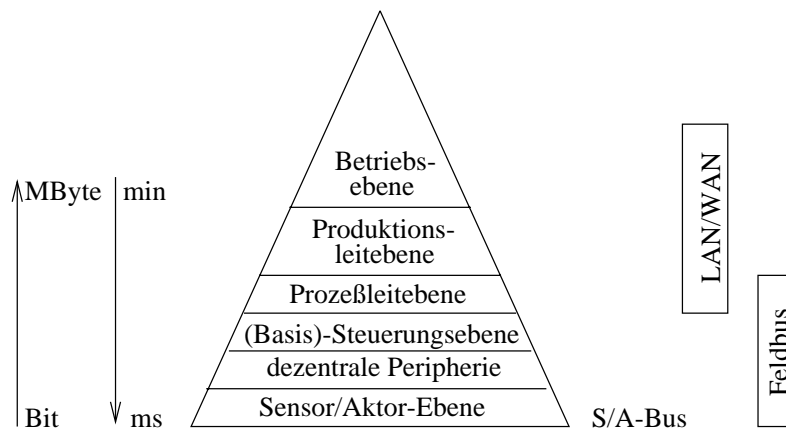 Betriebs-
ebene
MByte
min
LAN/WAN
Produktions-
leitebene
Prozeßleitebene
(Basis)-Steuerungsebene
dezentrale Peripherie
Feldbus
Bit
ms
Sensor/Aktor-Ebene
S/A-Bus